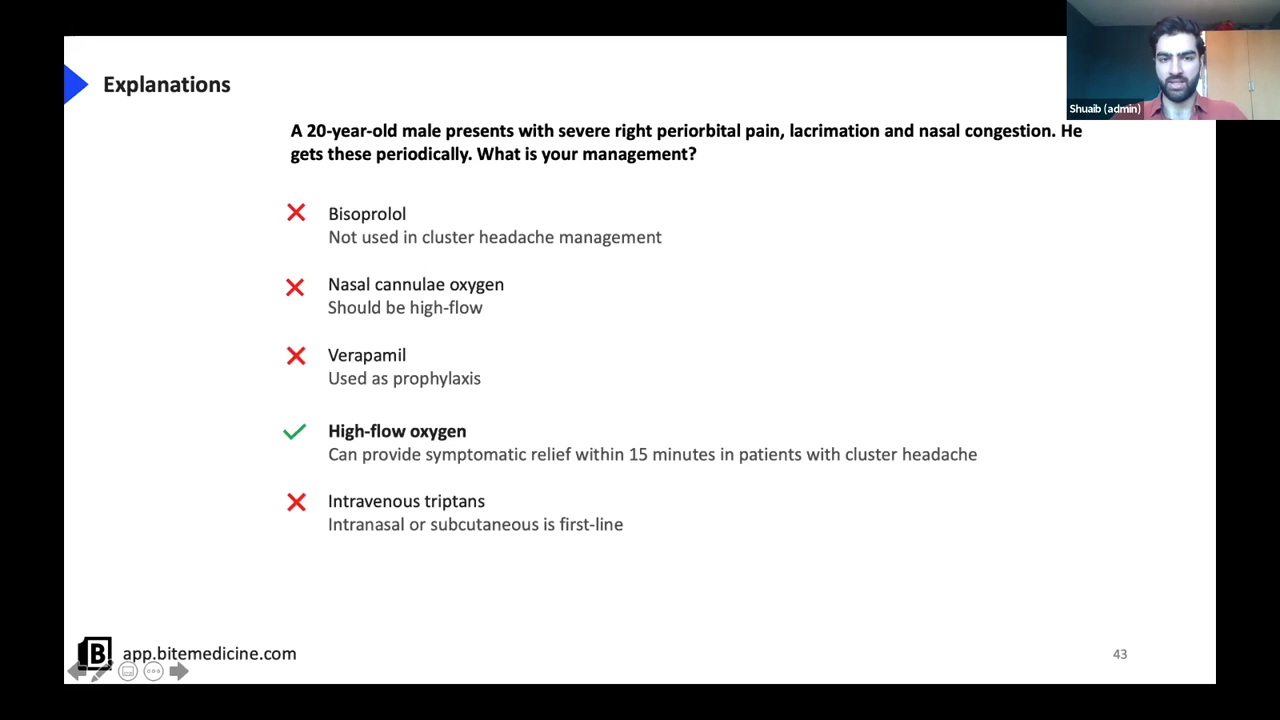 Shuaib (admin)
Explanations
A 20-year-old male presents with severe right periorbital pain, lacrimation and nasal congestion. He
gets these periodically. What is your management?
Bisoprolol
Not used in cluster headache management
Nasal cannulae oxygen
Should be high-flow
Verapamil
Used as prophylaxis
High-flow oxygen
Can provide symptomatic relief within 15 minutes in patients with cluster headache
Intravenous triptans
Intranasal or subcutaneous is first-line
B app.bitemedicine.com
43